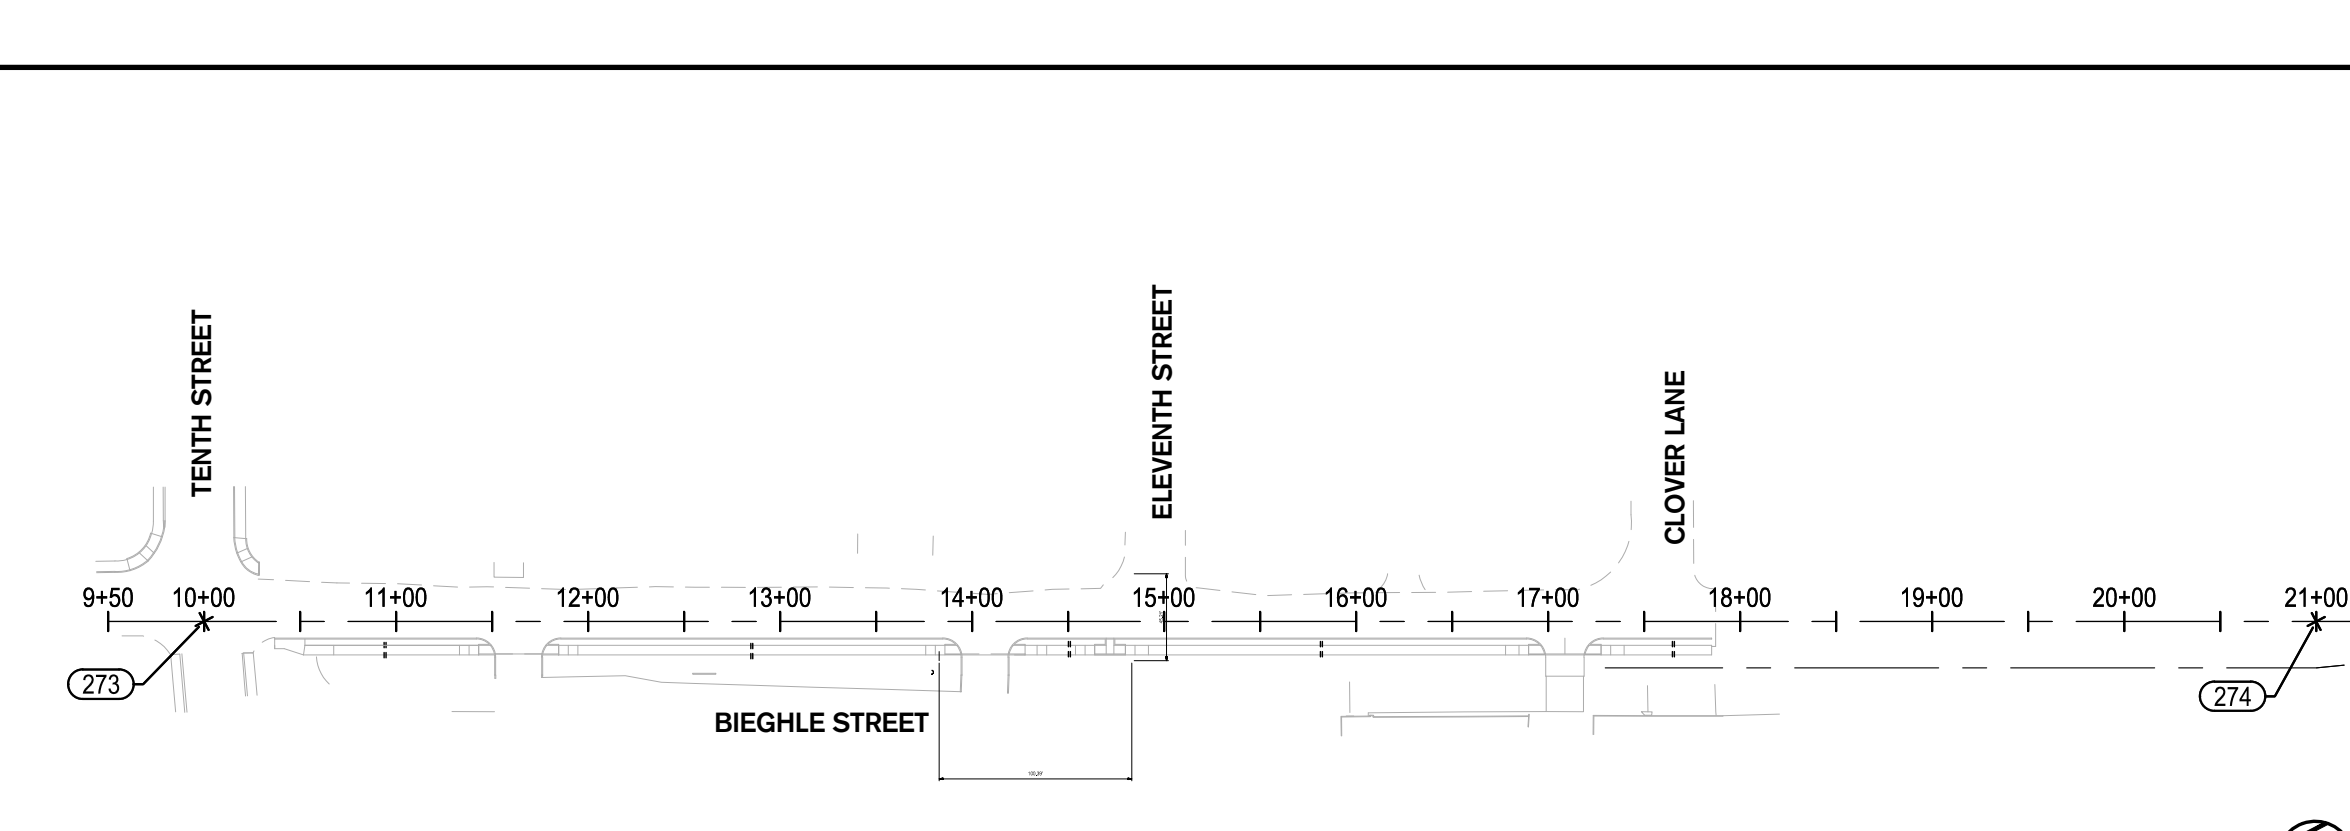 TENTH STREET
ELEVENTH STREET
CLOVER LANE
9+50 10+00 11+00 12+00 13+00 14+00 15+00 16+00 17+00 18+00 19+00 20+00 21+00
273
274
BIEGHLE STREET